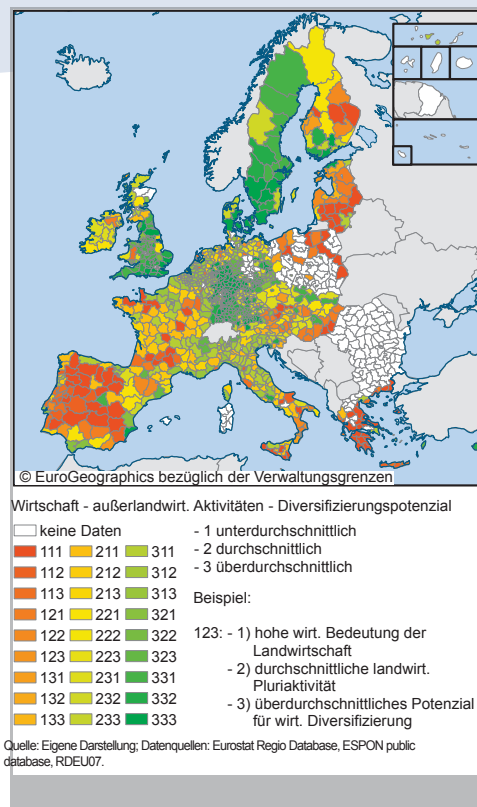 © EuroGeographics bezüglich der Verwaltungsgrenzen
Wirtschaft - außerlandwirt. Aktivitäten - Diversifizierungspotenzial
keine Daten
111 211 311
112 212 312
113 213 313
121 221 321
122 222 322
123 223 323
131 231 331
132 232 332
133 233 333
- 1 unterdurchschnittlich
- 2 durchschnittlich
- 3 überdurchschnittlich
Beispiel:
123: - 1) hohe wirt. Bedeutung der
Landwirtschaft
- 2) durchschnittliche landwirt.
Pluriaktivität
- 3) überdurchschnittliches Potenzial
für wirt. Diversifizierung
Quelle: Eigene Darstellung; Datenquellen: Eurostat Regio Database, ESPON public
database, RDEU07.